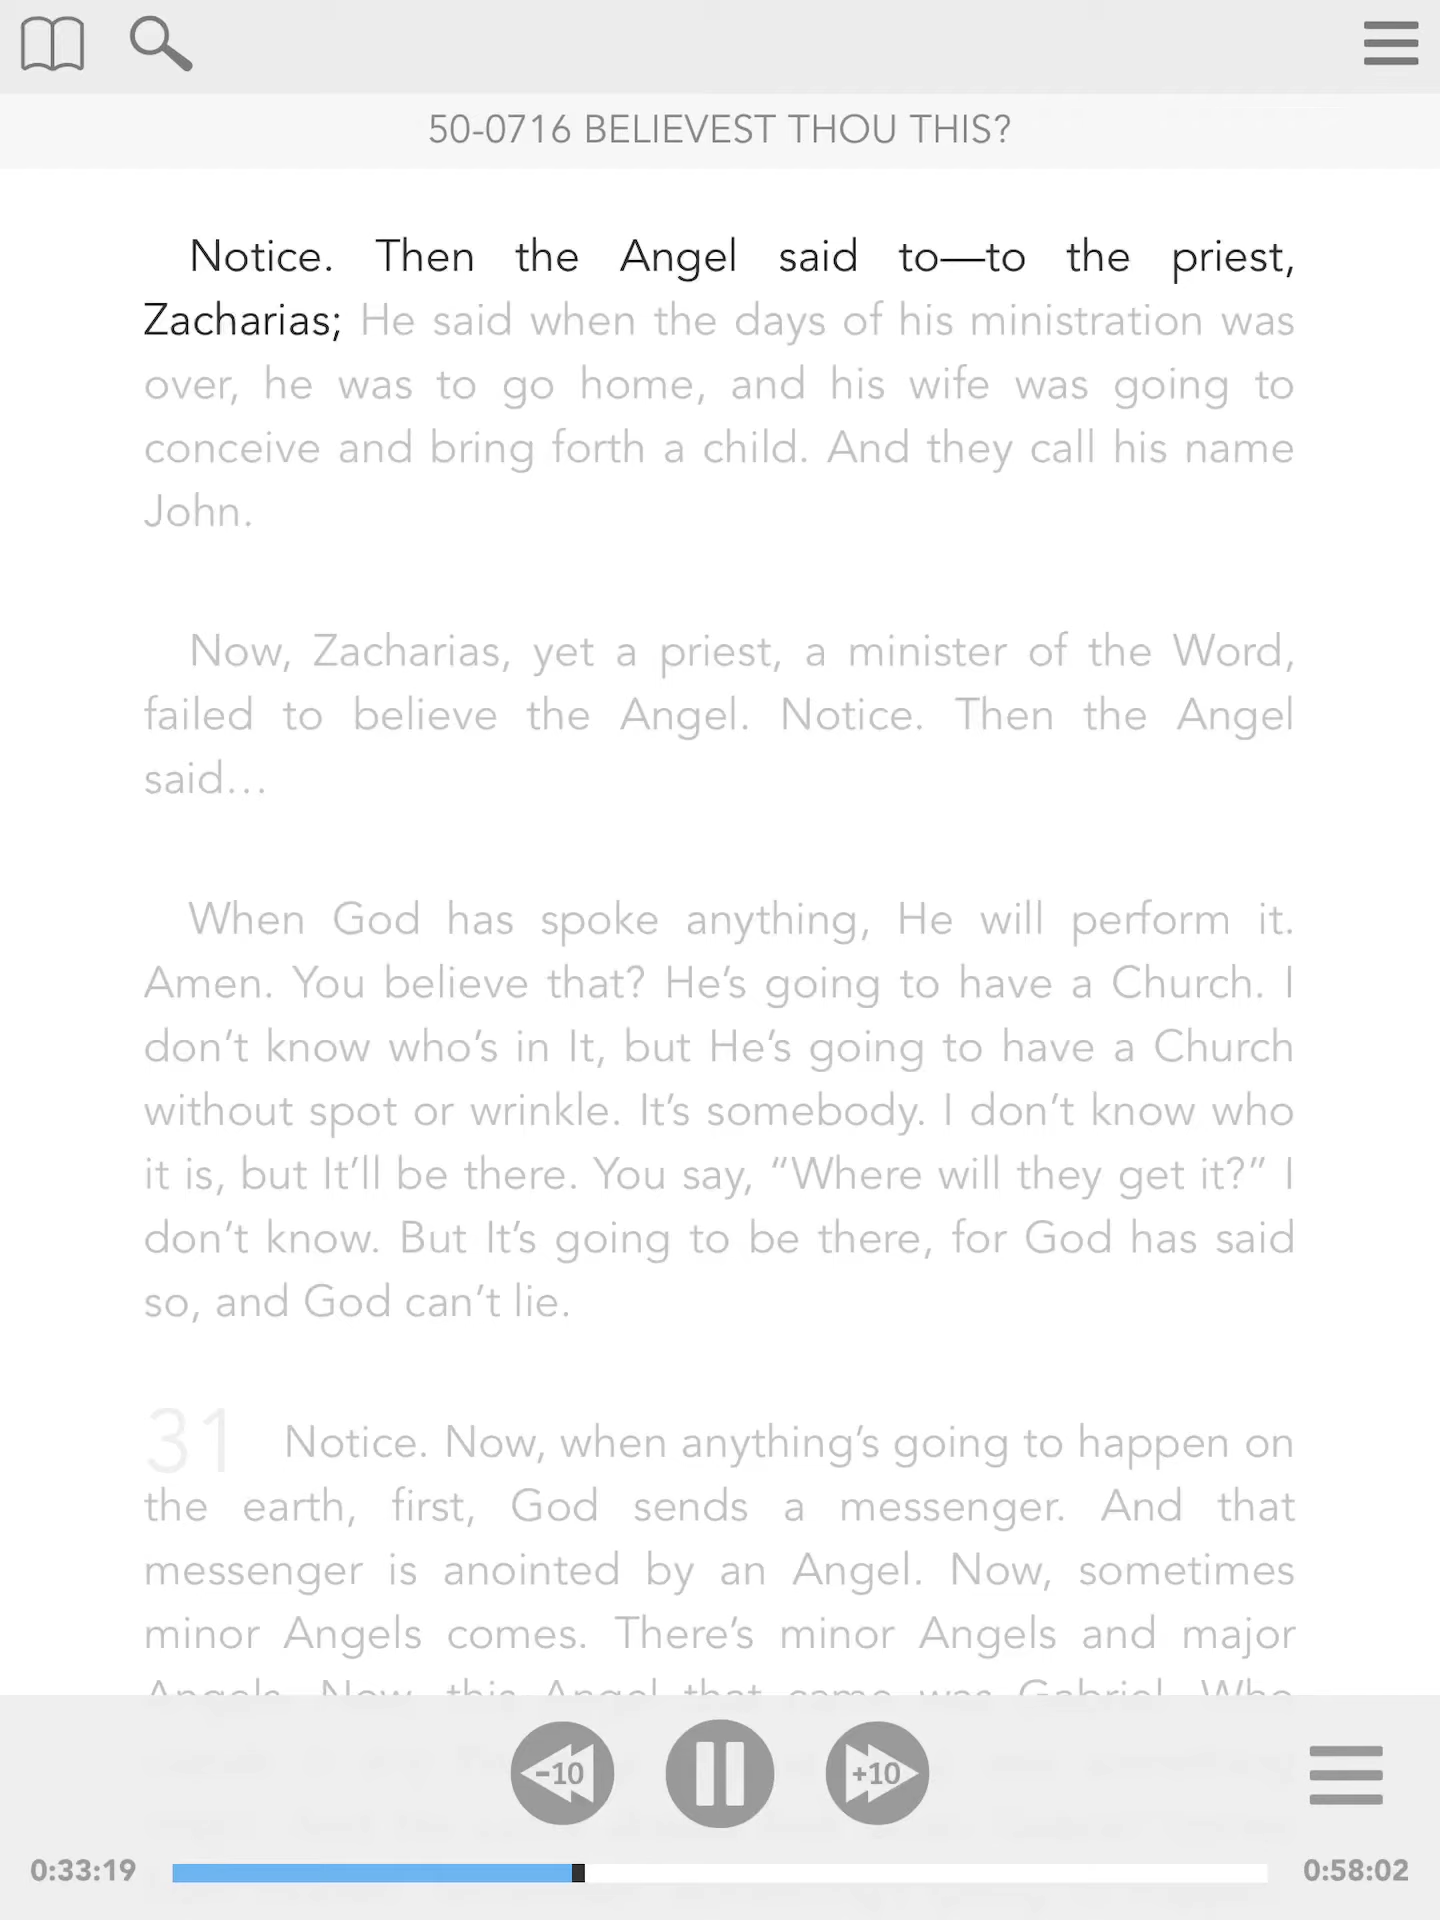 50-0716 BELIEVEST THOU THIS?
Notice. Then the Angel said to—to the priest,
Zacharias; He said when the days of his ministration was
over, he was to go home, and his wife was going to
conceive and bring forth a child. And they call his name
John.
Now, Zacharias, yet a priest, a minister of the Word,
failed to believe the Angel. Notice. Then the Angel
said…
When God has spoke anything, He will perform it.
Amen. You believe that? He’s going to have a Church. I
don’t know who’s in It, but He’s going to have a Church
without spot or wrinkle. It’s somebody. I don’t know who
it is, but It’ll be there. You say, “Where will they get it?” I
don’t know. But It’s going to be there, for God has said
so, and God can’t lie.
31 Notice. Now, when anything’s going to happen on
the earth, first, God sends a messenger. And that
messenger is anointed by an Angel. Now, sometimes
minor Angels comes. There’s minor Angels and major
Angels. Now, this Angel that came was Gabriel. Who
-10 +10
0:33:19 0:58:02